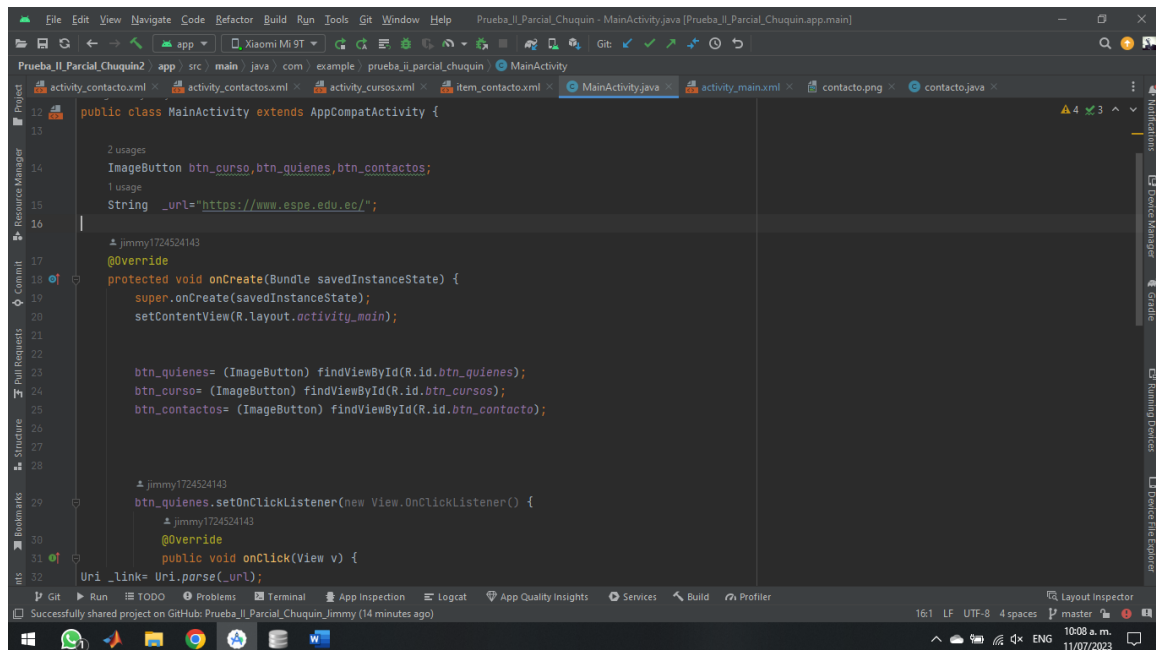 File Edit View Navigate Code Refactor Build Run Tools Git Window Help Prueba_II_Parcial_Chuquin - MainActivity.java [Prueba_II_Parcial_Chuquin.app.main]
app Xiaomi Mi 9T Git:
Prueba_II_Parcial_Chuquin2 app src main java com example prueba_ii_parcial_chuquin MainActivity
activity_contacto.xml activity_contactos.xml activity_cursos.xml item_contacto.xml MainActivity.java activity_main.xml contacto.png contacto.java
12 public class MainActivity extends AppCompatActivity { 4 3
13
2 usages
14 ImageButton btn_curso,btn_quienes,btn_contactos;
1 usage
15 String _url="https://www.espe.edu.ec/";
16
jimmy1724524143
17 @Override
18 protected void onCreate(Bundle savedInstanceState) {
19 super.onCreate(savedInstanceState);
20 setContentView(R.layout.activity_main);
21
22
23 btn_quienes= (ImageButton) findViewById(R.id.btn_quienes);
24 btn_curso= (ImageButton) findViewById(R.id.btn_cursos);
25 btn_contactos= (ImageButton) findViewById(R.id.btn_contacto);
26
27
28
jimmy1724524143
29 btn_quienes.setOnClickListener(new View.OnClickListener() {
jimmy1724524143
30 @Override
31 public void onClick(View v) {
32 Uri _link= Uri.parse(_url);
Project
Resource Manager
Commit
Pull Requests
Structure
Bookmarks
Notifications
Device Manager
Gradle
Running Devices
Device File Explorer
Git Run TODO Problems Terminal App Inspection Logcat App Quality Insights Services Build Profiler Layout Inspector
Successfully shared project on GitHub: Prueba_II_Parcial_Chuquin_Jimmy (14 minutes ago) 16:1 LF UTF-8 4 spaces master
ENG 10:08 a. m.
11/07/2023